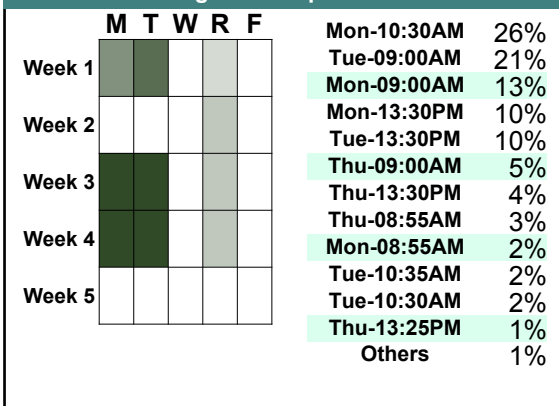 M T W R F
Week 1
Week 2
Week 3
Week 4
Week 5
Mon-10:30AM 26%
Tue-09:00AM 21%
Mon-09:00AM 13%
Mon-13:30PM 10%
Tue-13:30PM 10%
Thu-09:00AM 5%
Thu-13:30PM 4%
Thu-08:55AM 3%
Mon-08:55AM 2%
Tue-10:35AM 2%
Tue-10:30AM 2%
Thu-13:25PM 1%
Others 1%